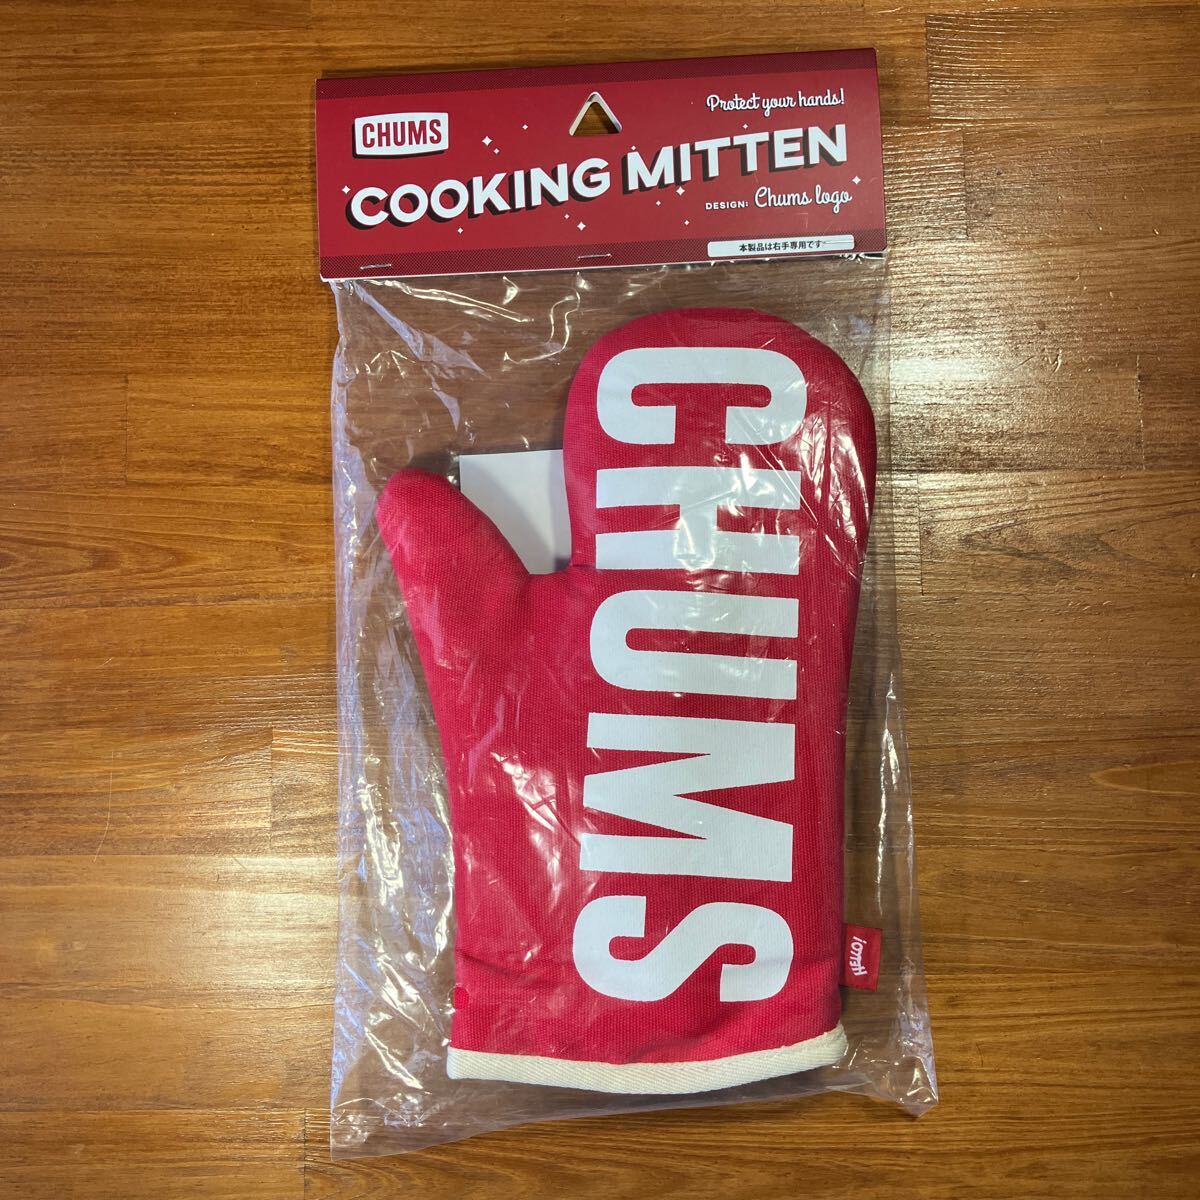 CHUMS
Protect your hands!
COOKING MITTEN
DESIGN: Chums logo
本製品は右手専用です
CHUMS
HELLO!